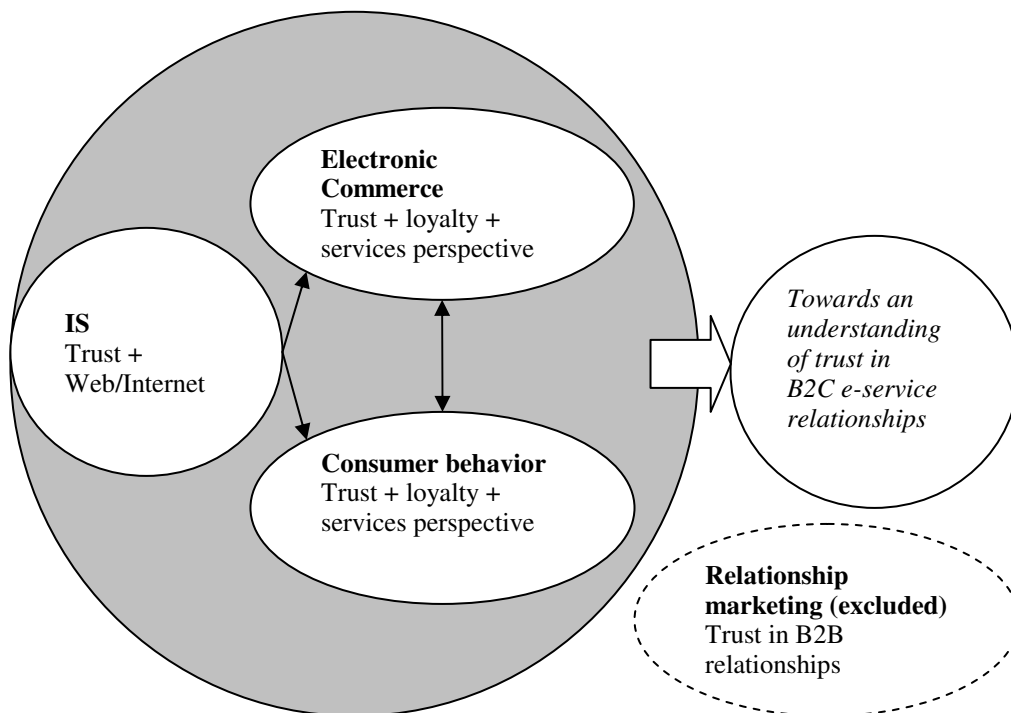 Electronic
Commerce
Trust + loyalty +
services perspective
IS
Trust +
Web/Internet
Consumer behavior
Trust + loyalty +
services perspective
Towards an
understanding
of trust in
B2C e-service
relationships
Relationship
marketing (excluded)
Trust in B2B
relationships